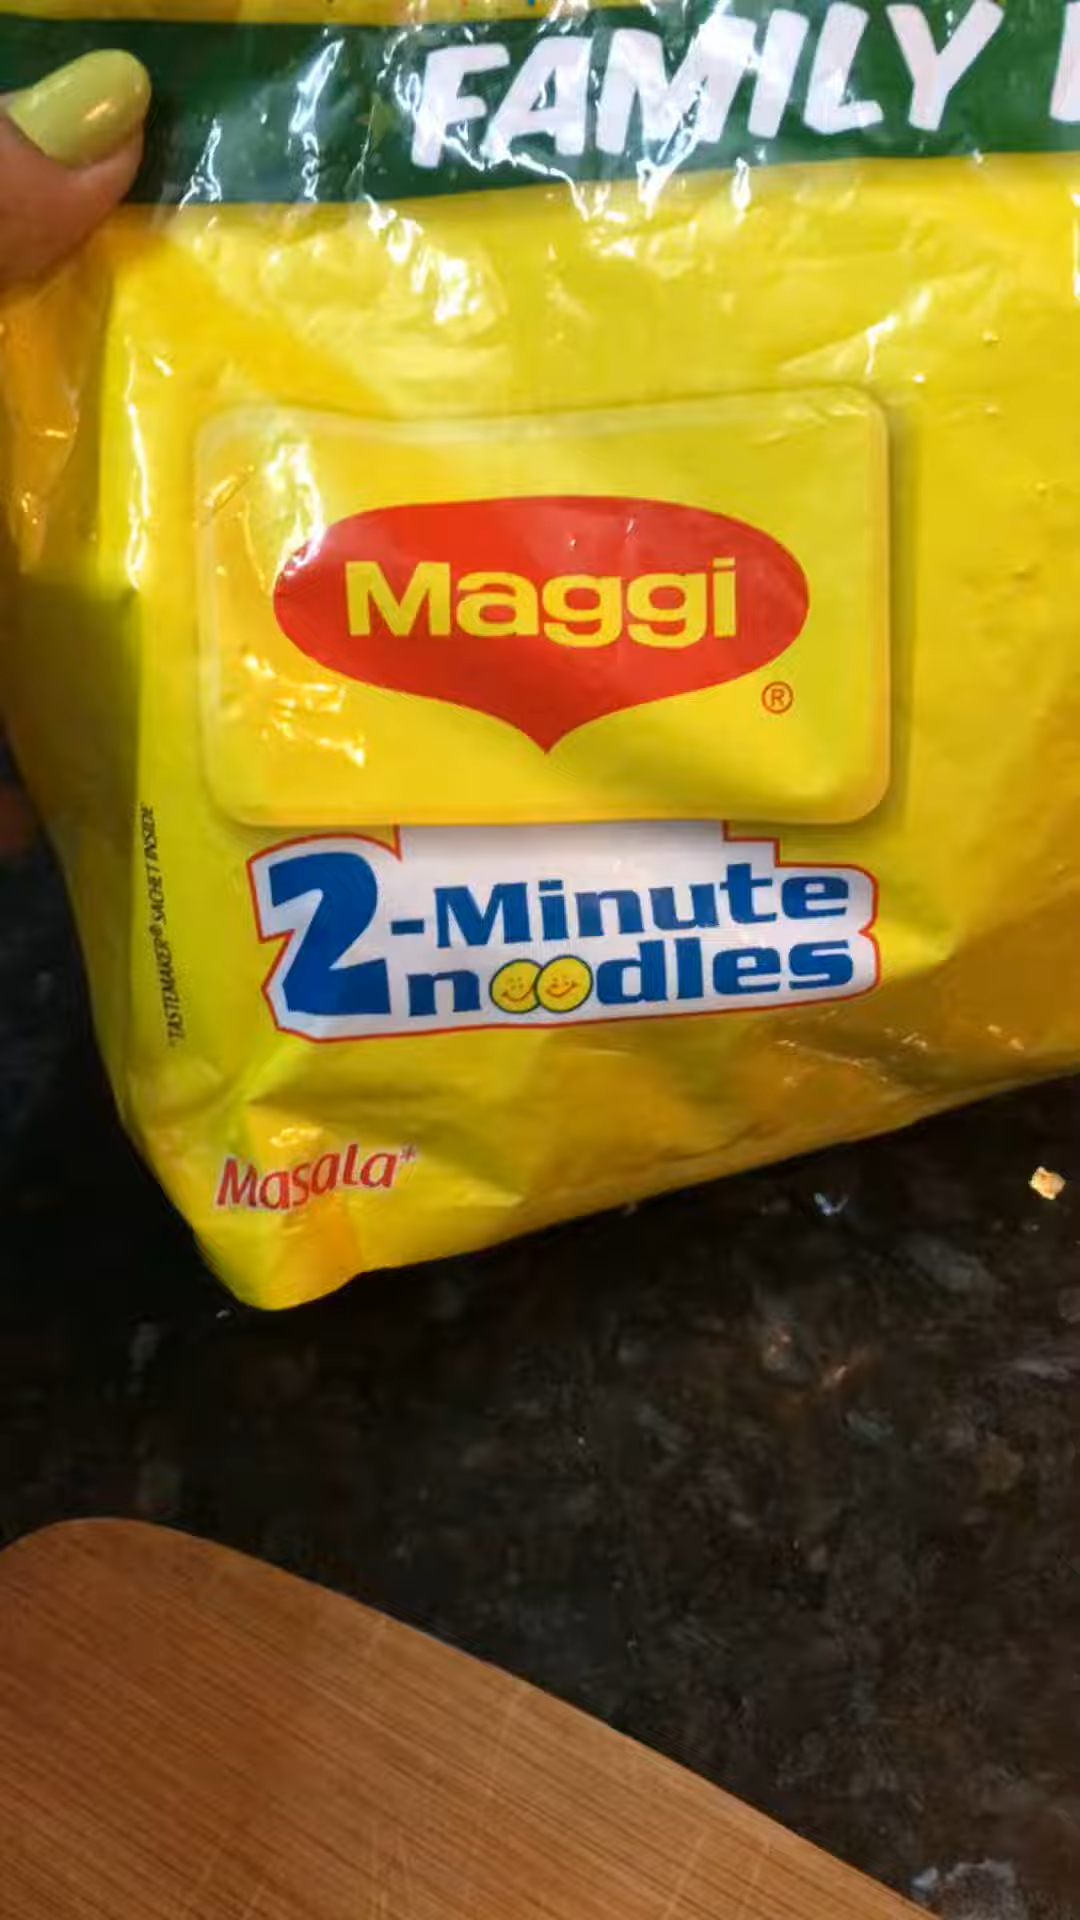 FAMILY
Maggi
®
2-Minute
noodles
*TASTEMAKER® SACHET INSIDE
Masala*